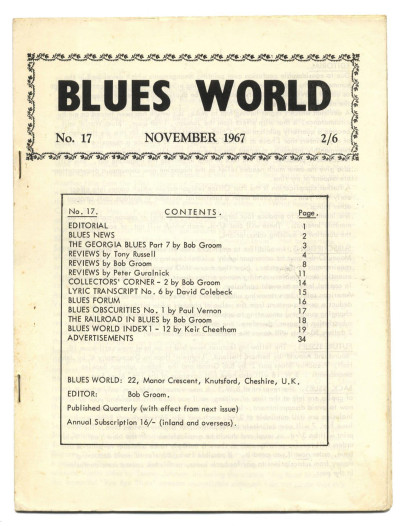 BLUES WORLD
No. 17 NOVEMBER 1967 2/6
No. 17. CONTENTS. Page.
EDITORIAL 1
BLUES NEWS 2
THE GEORGIA BLUES Part 7 by Bob Groom 3
REVIEWS by Tony Russell 4
REVIEWS by Bob Groom 8
REVIEWS by Peter Guralnick 11
COLLECTORS' CORNER - 2 by Bob Groom 14
LYRIC TRANSCRIPT No. 6 by David Colebeck 15
BLUES FORUM 16
BLUES OBSCURITIES No. 1 by Paul Vernon 17
THE RAILROAD IN BLUES by Bob Groom 18
BLUES WORLD INDEX 1 - 12 by Keir Cheetham 19
ADVERTISEMENTS 34
BLUES WORLD: 22, Manor Crescent, Knutsford, Cheshire, U.K.
EDITOR: Bob Groom.
Published Quarterly (with effect from next issue)
Annual Subscription 16/- (inland and overseas).